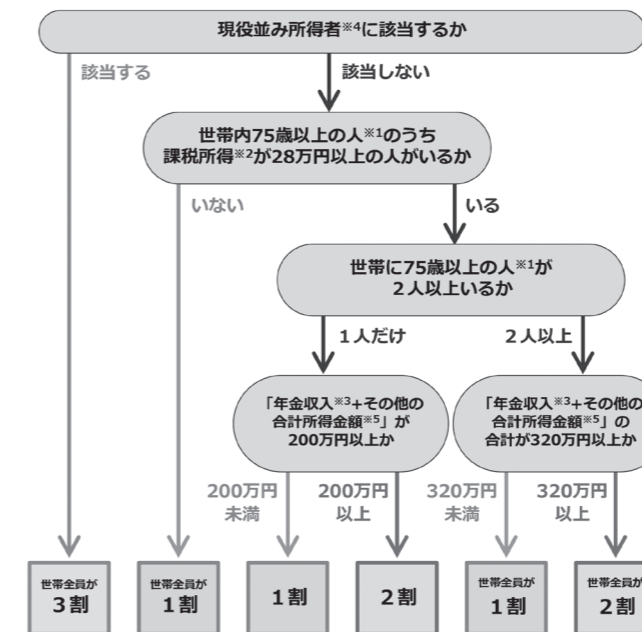 現役並み所得者※4に該当するか
該当する
該当しない
世帯内75歳以上の人※1のうち
課税所得※2が28万円以上の人がいるか
いない
いる
世帯に75歳以上の人※1が
2人以上いるか
1人だけ
2人以上
「年金収入※3+その他の
合計所得金額※5」が
200万円以上か
「年金収入※3+その他の
合計所得金額※5」の
合計が320万円以上か
200万円
未満
200万円
以上
320万円
未満
320万円
以上
世帯全員が
3割
世帯全員が
1割
1割
2割
世帯全員が
1割
世帯全員が
2割